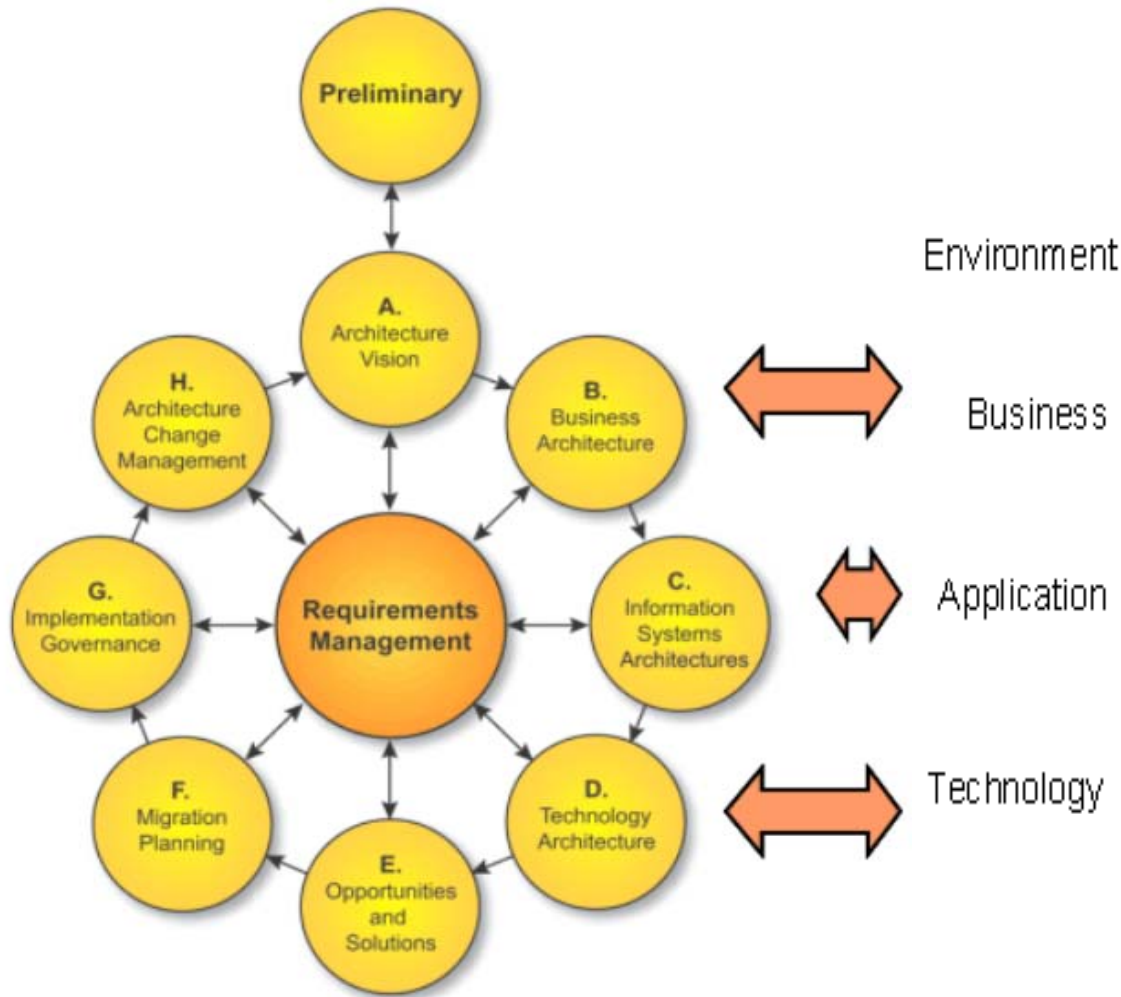 Preliminary
Environment
A.
Architecture
Vision
H.
Architecture
Change
Management
B.
Business
Architecture
Business
G.
Implementation
Governance
Requirements
Management
C.
Information
Systems
Architectures
Application
F.
Migration
Planning
D.
Technology
Architecture
Technology
E.
Opportunities
and
Solutions